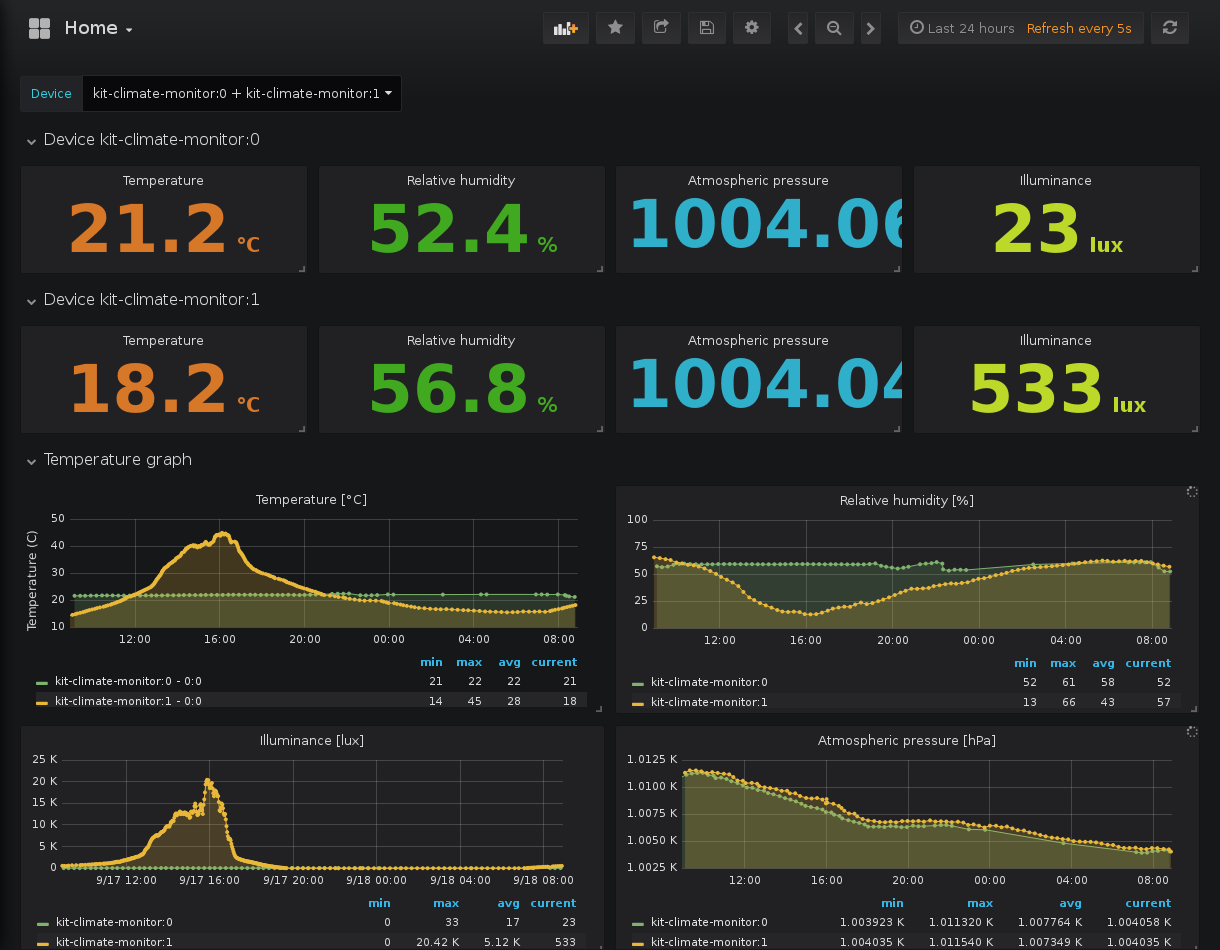 Home
Last 24 hours Refresh every 5s
Device kit-climate-monitor:0 + kit-climate-monitor:1
Device kit-climate-monitor:0
Temperature Relative humidity Atmospheric pressure Illuminance
21.2 °C 52.4 % 1004.06 23 lux
Device kit-climate-monitor:1
Temperature Relative humidity Atmospheric pressure Illuminance
18.2 °C 56.8 % 1004.04 533 lux
Temperature graph
Temperature [°C]
Temperature (C)
50
40
30
20
10
12:00 16:00 20:00 00:00 04:00 08:00
min max avg current
kit-climate-monitor:0 - 0:0 21 22 22 21
kit-climate-monitor:1 - 0:0 14 45 28 18
Relative humidity [%]
100
75
50
25
0
12:00 16:00 20:00 00:00 04:00 08:00
min max avg current
kit-climate-monitor:0 52 61 58 52
kit-climate-monitor:1 13 66 43 57
Illuminance [lux]
25 K
20 K
15 K
10 K
5 K
0
9/17 12:00 9/17 16:00 9/17 20:00 9/18 00:00 9/18 04:00 9/18 08:00
min max avg current
kit-climate-monitor:0 0 33 17 23
kit-climate-monitor:1 0 20.42 K 5.12 K 533
Atmospheric pressure [hPa]
1.0125 K
1.0100 K
1.0075 K
1.0050 K
1.0025 K
12:00 16:00 20:00 00:00 04:00 08:00
min max avg current
kit-climate-monitor:0 1.003923 K 1.011320 K 1.007764 K 1.004058 K
kit-climate-monitor:1 1.004035 K 1.011540 K 1.007349 K 1.004035 K